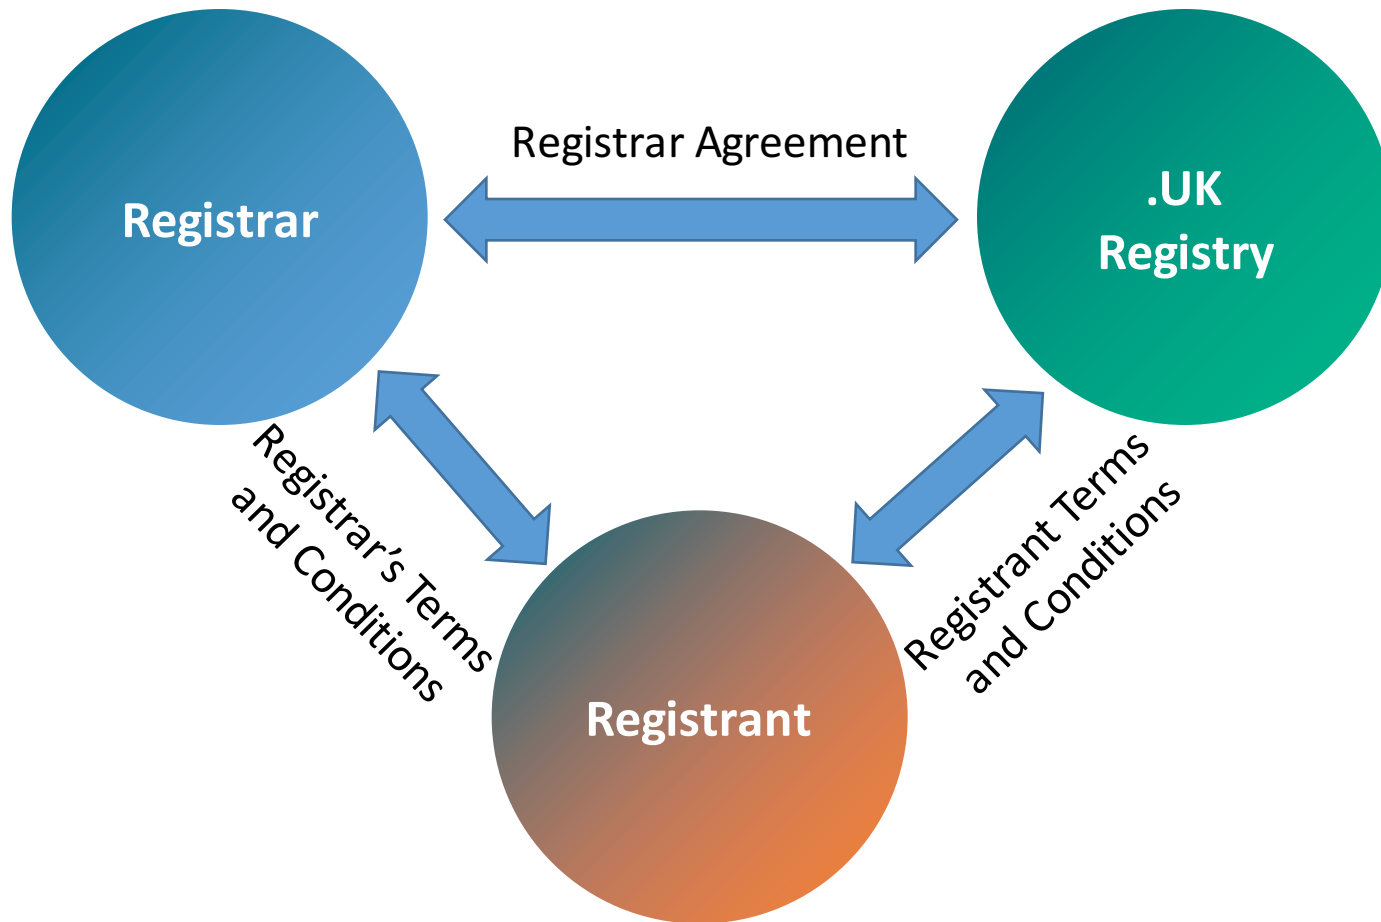 Registrar Agreement
Registrar
.UK
Registry
Registrar’s Terms
and Conditions
Registrant Terms
and Conditions
Registrant